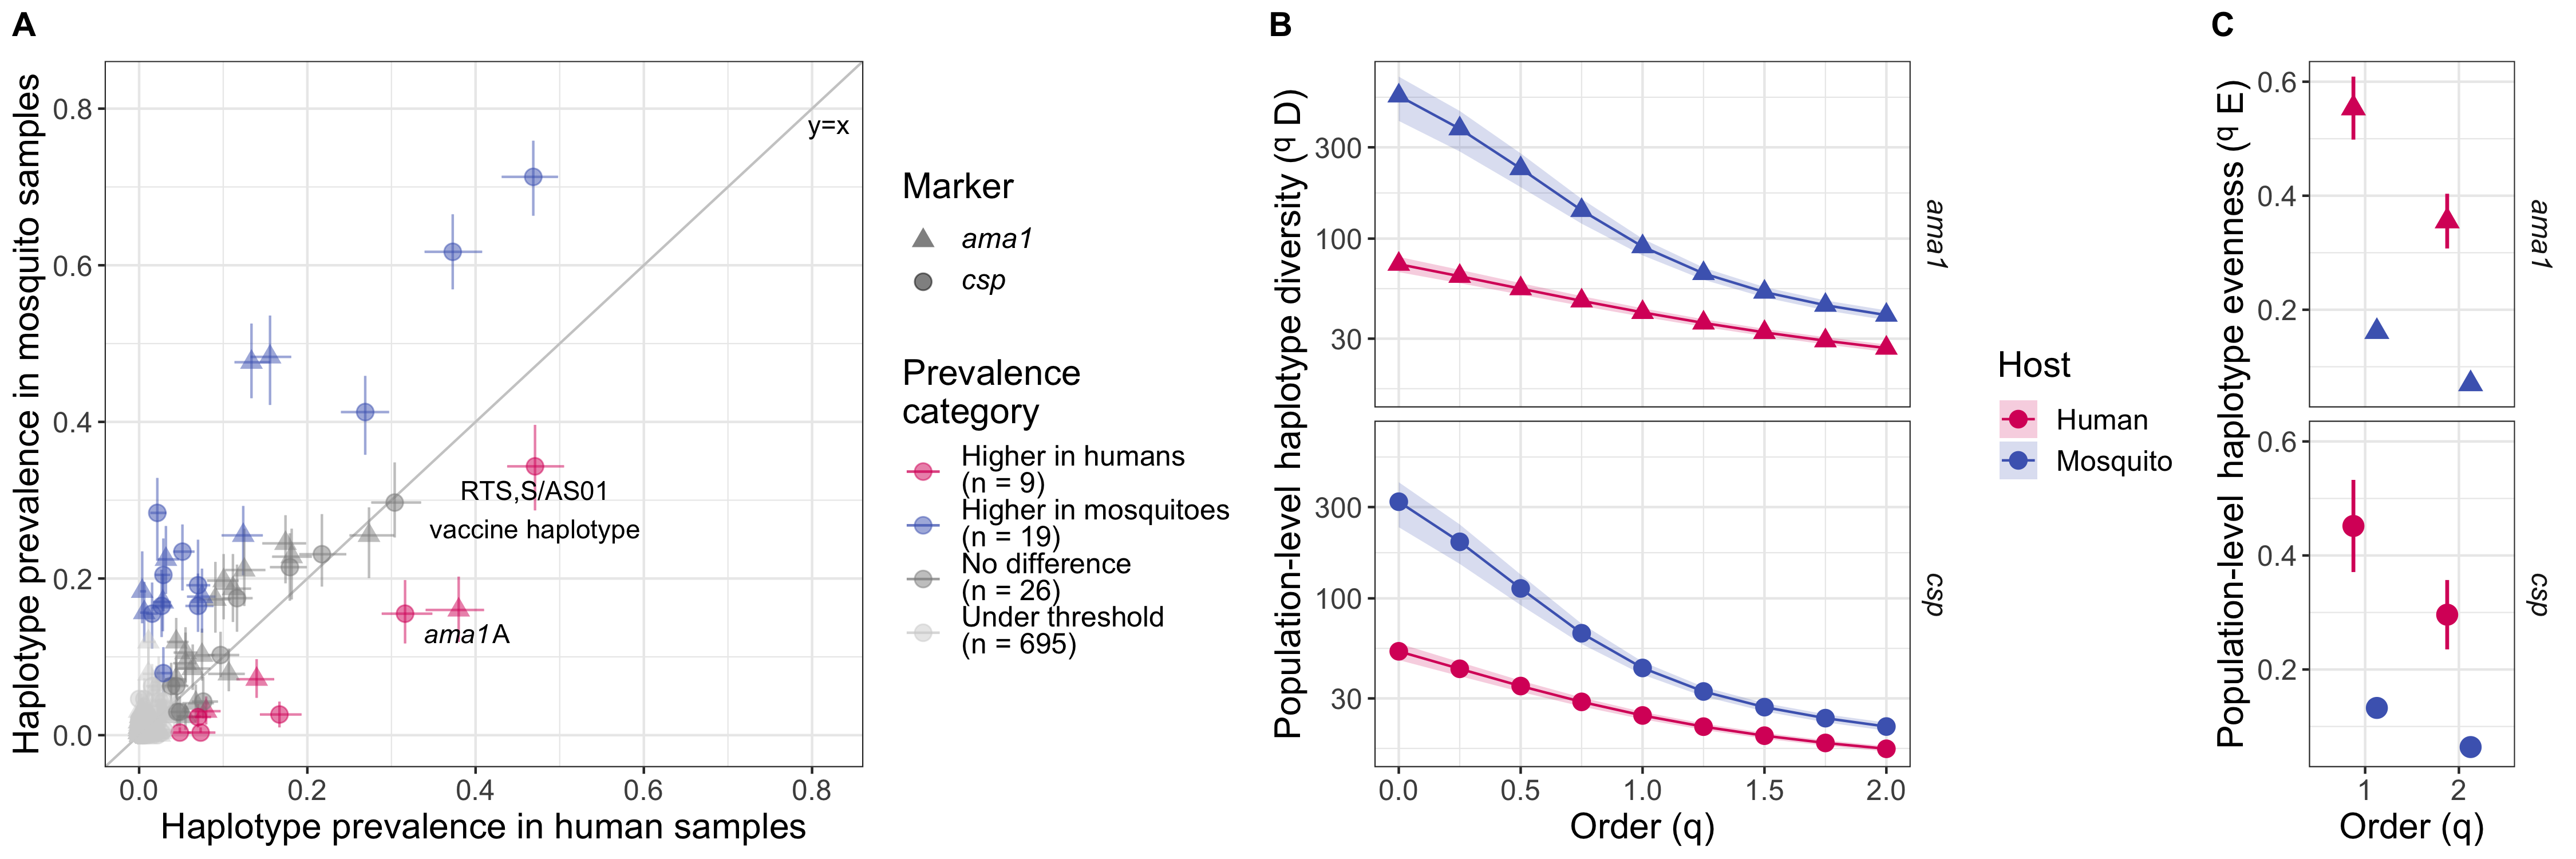 A
Haplotype prevalence in mosquito samples
0.8
0.6
0.4
0.2
0.0
y=x
RTS,S/AS01
vaccine haplotype
ama1A
0.0 0.2 0.4 0.6 0.8
Haplotype prevalence in human samples
Marker
ama1
csp
Prevalence
category
Higher in humans
(n = 9)
Higher in mosquitoes
(n = 19)
No difference
(n = 26)
Under threshold
(n = 695)
B
Population-level haplotype diversity (q D)
300
100
30
ama1
300
100
30
csp
0.0 0.5 1.0 1.5 2.0
Order (q)
Host
Human
Mosquito
C
Population-level haplotype evenness (q E)
0.6
0.4
0.2
ama1
0.6
0.4
0.2
csp
1 2
Order (q)